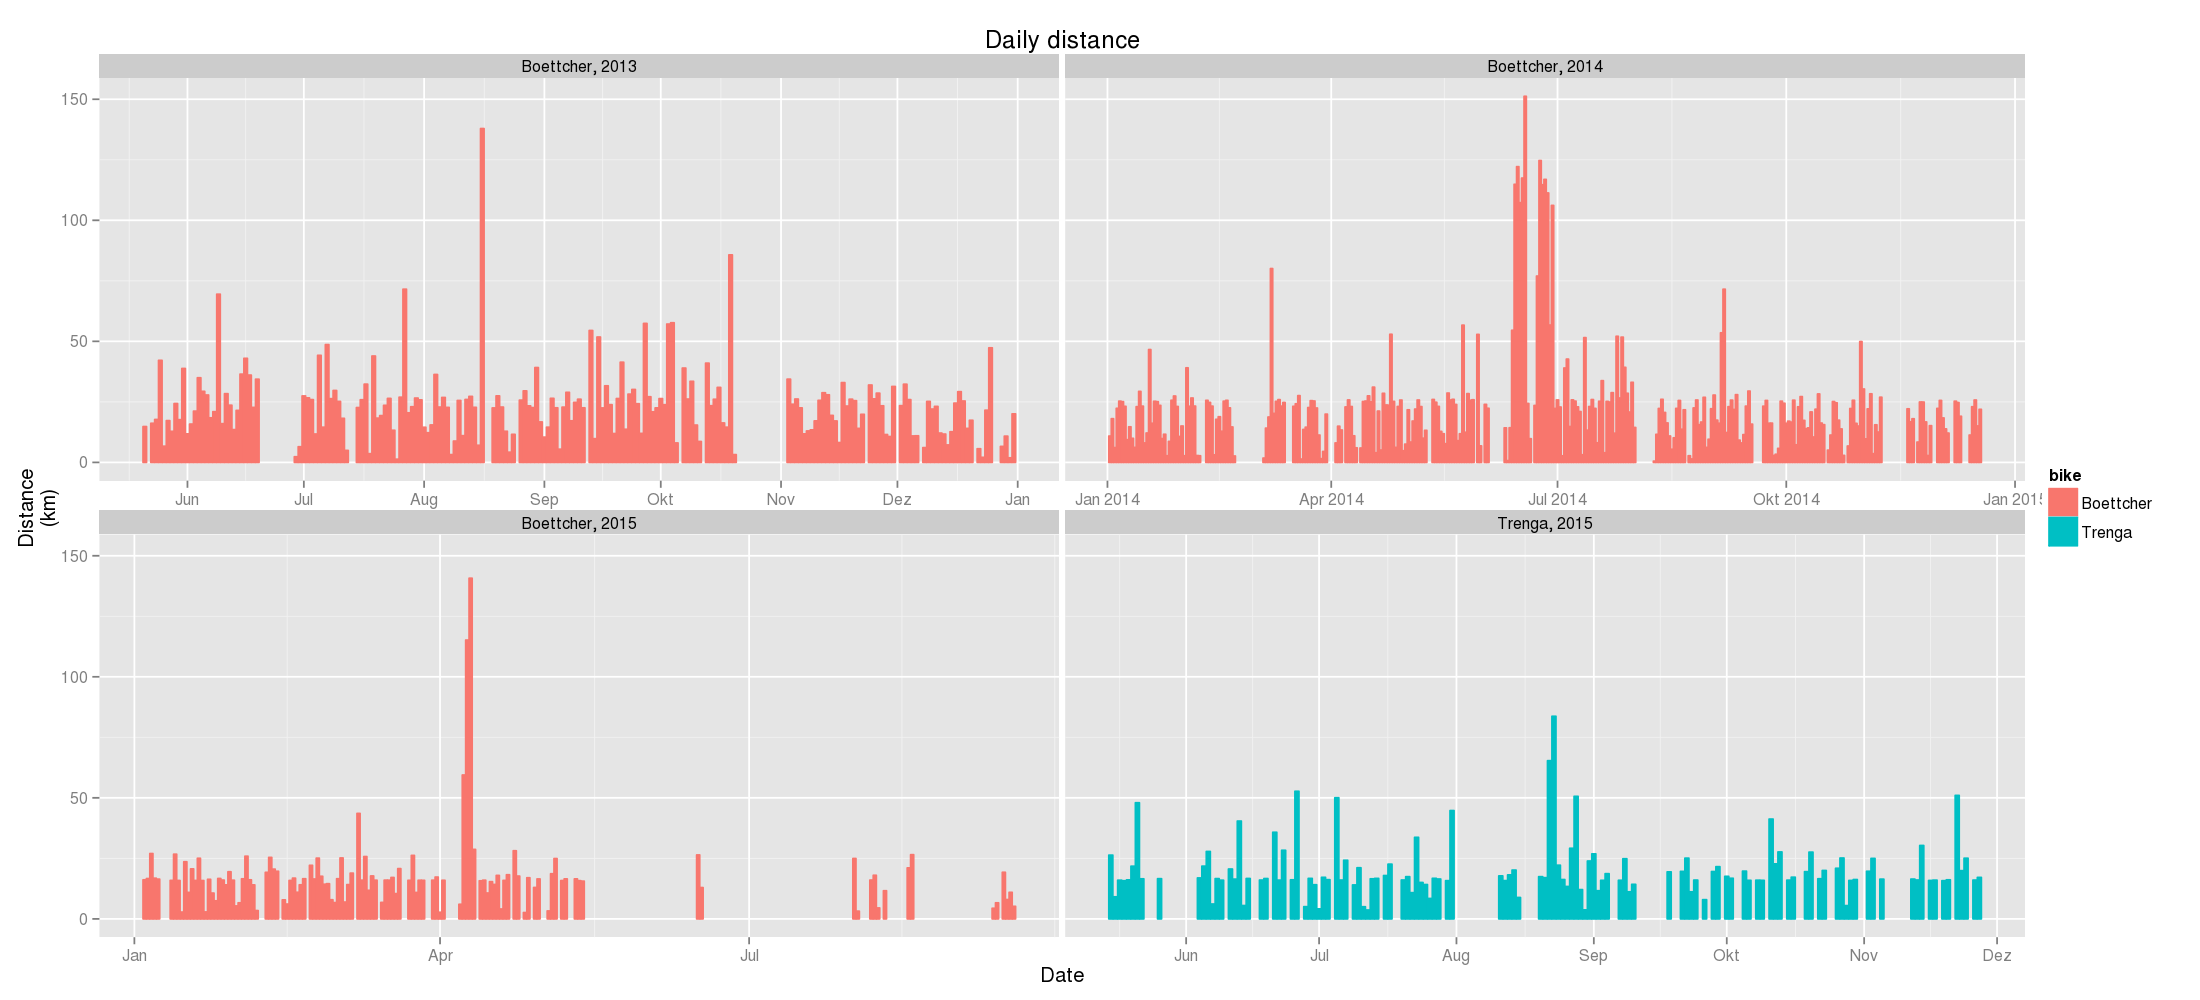 Daily distance
Boettcher, 2013
Boettcher, 2014
150
100
50
0
Jun Jul Aug Sep Okt Nov Dez Jan
Jan 2014 Apr 2014 Jul 2014 Okt 2014 Jan 201
Boettcher, 2015
Trenga, 2015
150
100
50
0
Jan Apr Jul
Jun Jul Aug Sep Okt Nov Dez
Distance
(km)
Date
bike
Boettcher
Trenga